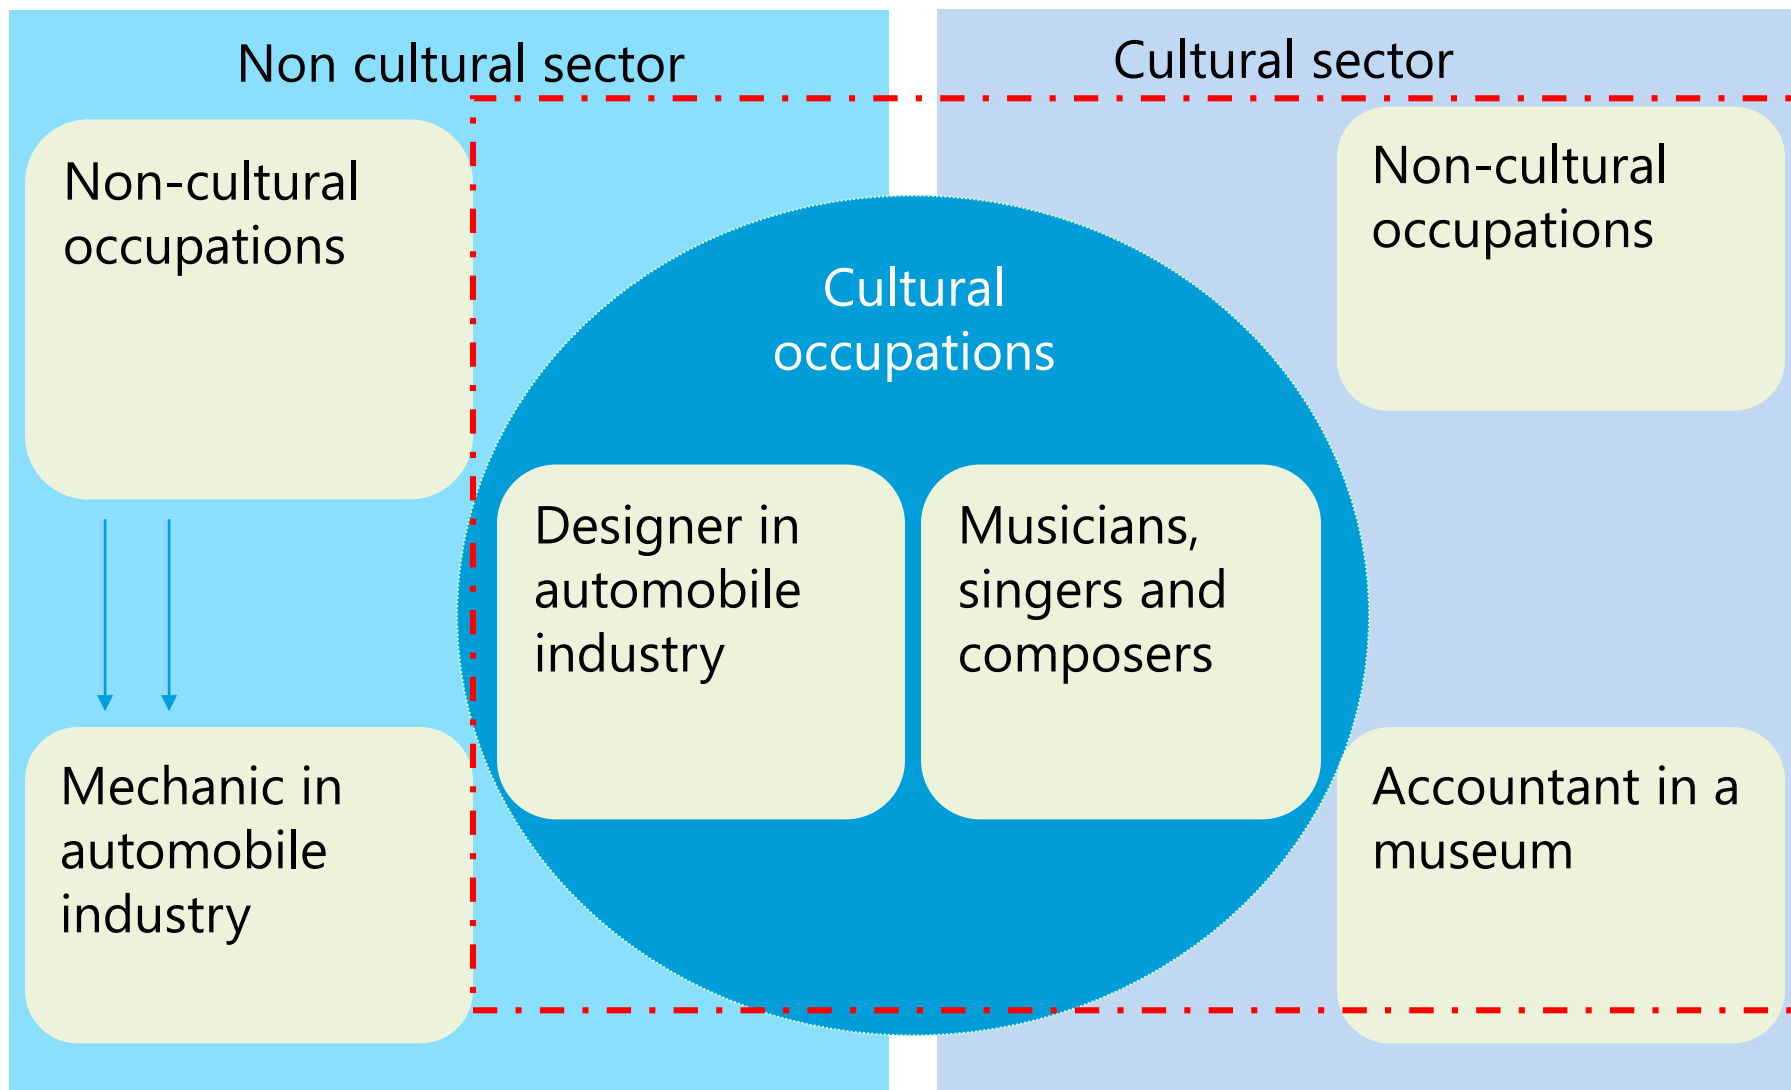 Non cultural sector
Cultural sector
Non-cultural
occupations
Non-cultural
occupations
Cultural
occupations
Designer in
automobile
industry
Musicians,
singers and
composers
Mechanic in
automobile
industry
Accountant in a
museum